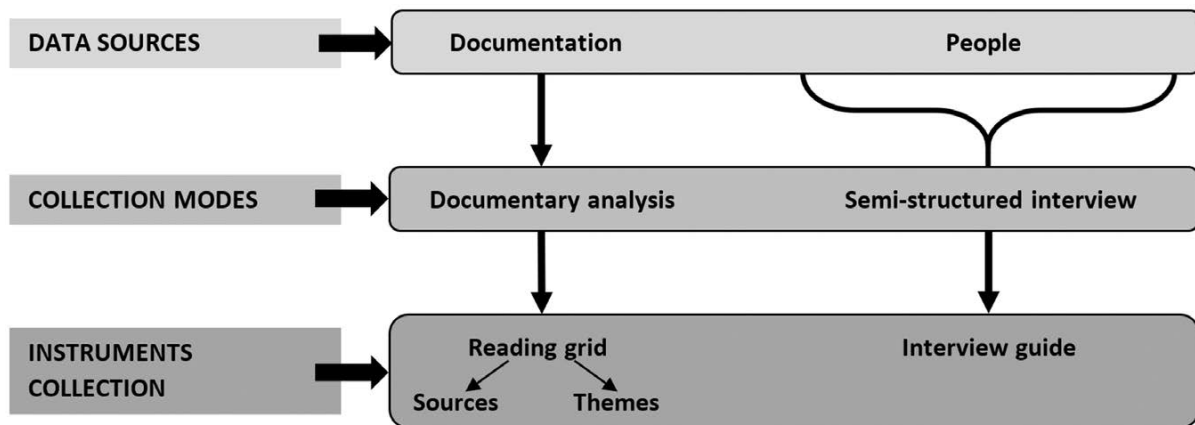 DATA SOURCES
Documentation
People
COLLECTION MODES
Documentary analysis
Semi-structured interview
INSTRUMENTS
COLLECTION
Reading grid
Interview guide
Sources
Themes